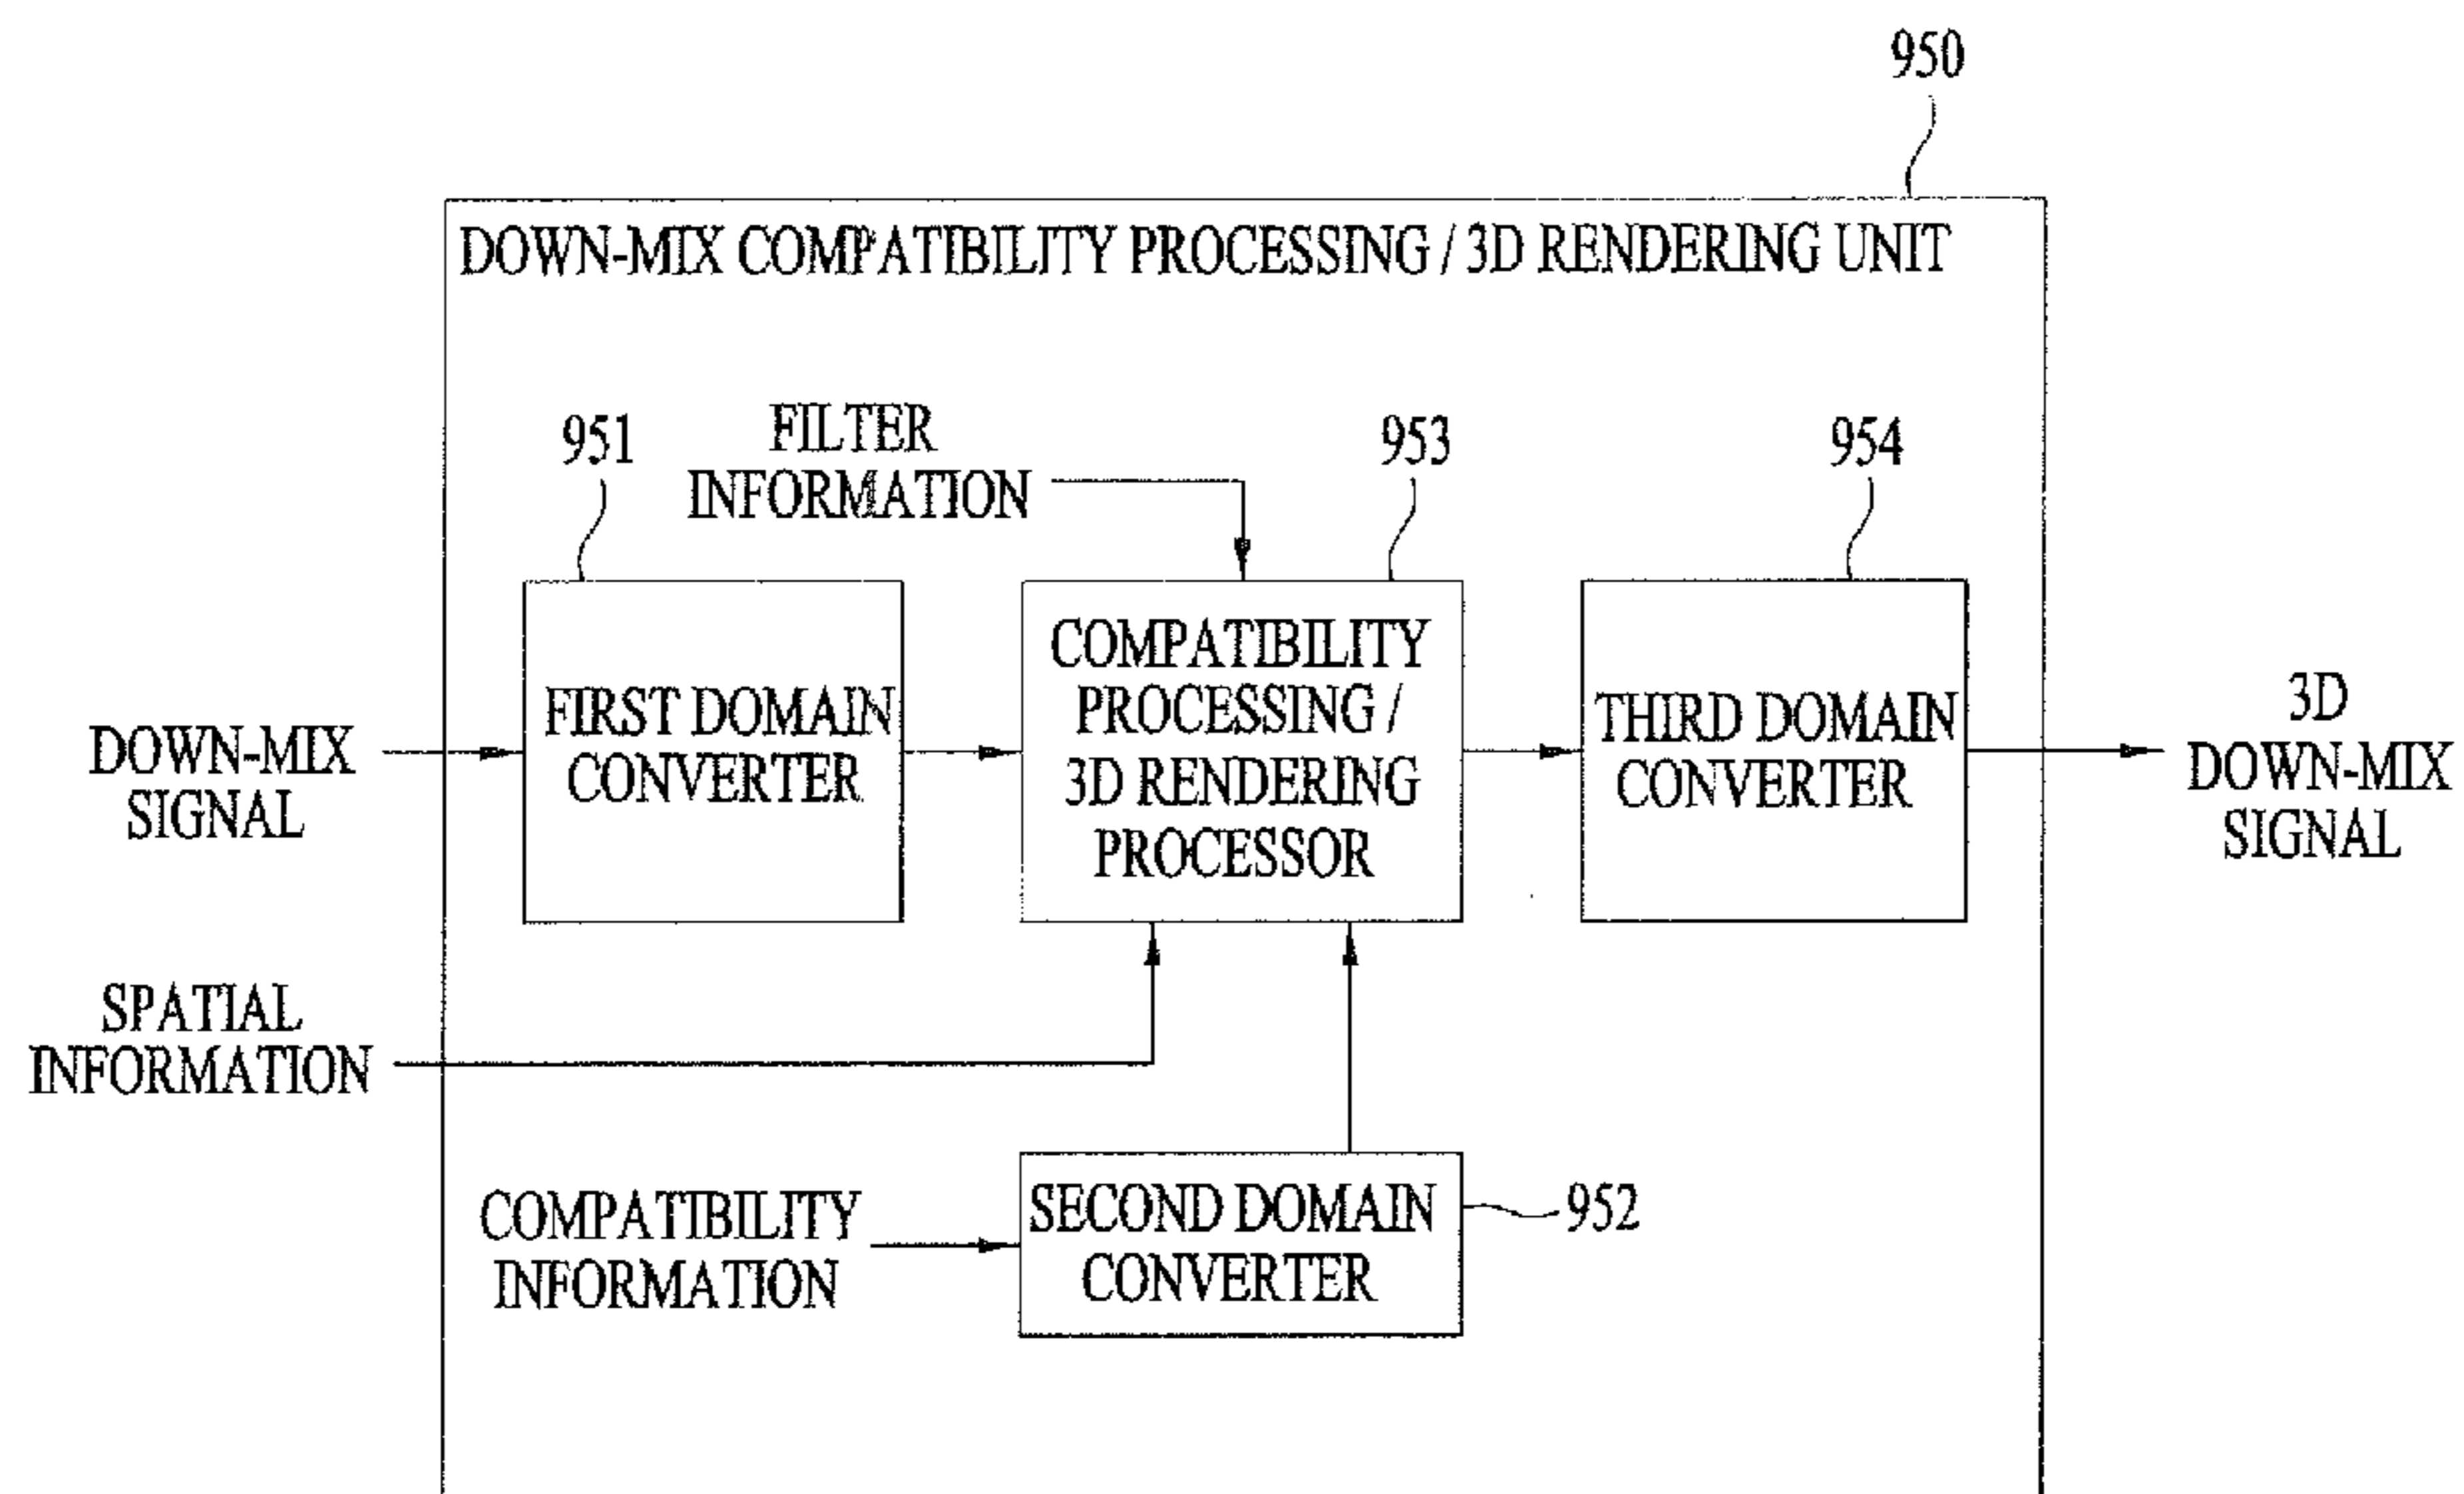 950
DOWN-MIX COMPATIBILITY PROCESSING / 3D RENDERING UNIT
951
FILTER
INFORMATION
953
954
FIRST DOMAIN
CONVERTER
COMPATIBILITY
PROCESSING /
3D RENDERING
PROCESSOR
THIRD DOMAIN
CONVERTER
DOWN-MIX
SIGNAL
3D
DOWN-MIX
SIGNAL
SPATIAL
INFORMATION
COMPATIBILITY
INFORMATION
SECOND DOMAIN
CONVERTER
952